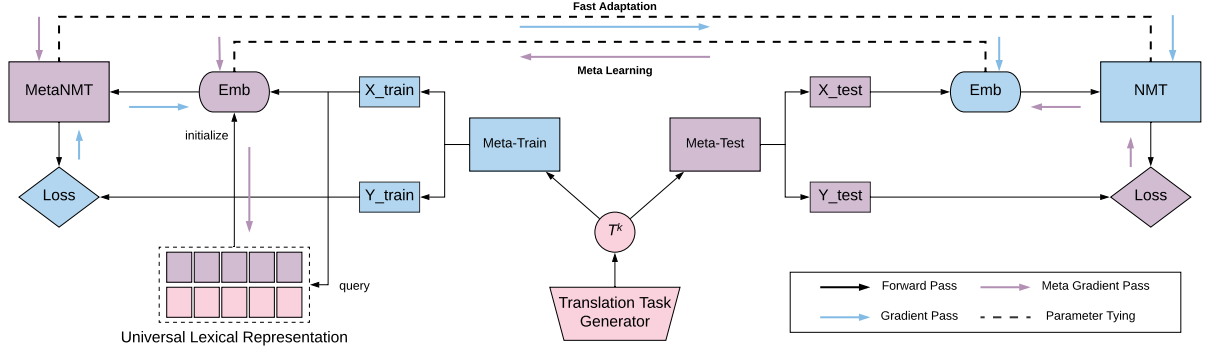 Fast Adaptation
Meta Learning
MetaNMT
Emb
X_train
X_test
Emb
NMT
initialize
Meta-Train
Meta-Test
Loss
Y_train
Y_test
Loss
T^k
query
Universal Lexical Representation
Translation Task
Generator
Forward Pass
Meta Gradient Pass
Gradient Pass
Parameter Tying